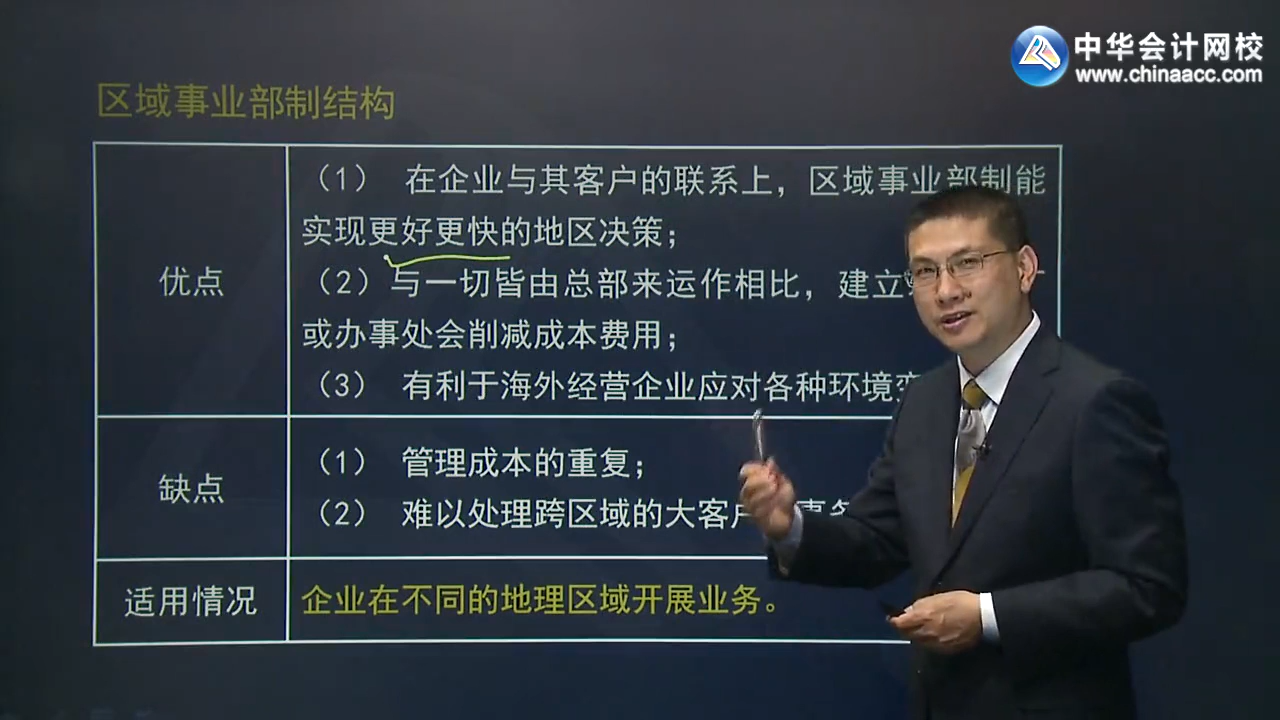 中华会计网校
www.chinaacc.com
区域事业部制结构
优点
（1） 在企业与其客户的联系上，区域事业部制能
实现更好更快的地区决策；
（2）与一切皆由总部来运作相比，建立
或办事处会削减成本费用；
（3） 有利于海外经营企业应对各种环境变
缺点
（1） 管理成本的重复；
（2） 难以处理跨区域的大客户
适用情况
企业在不同的地理区域开展业务。